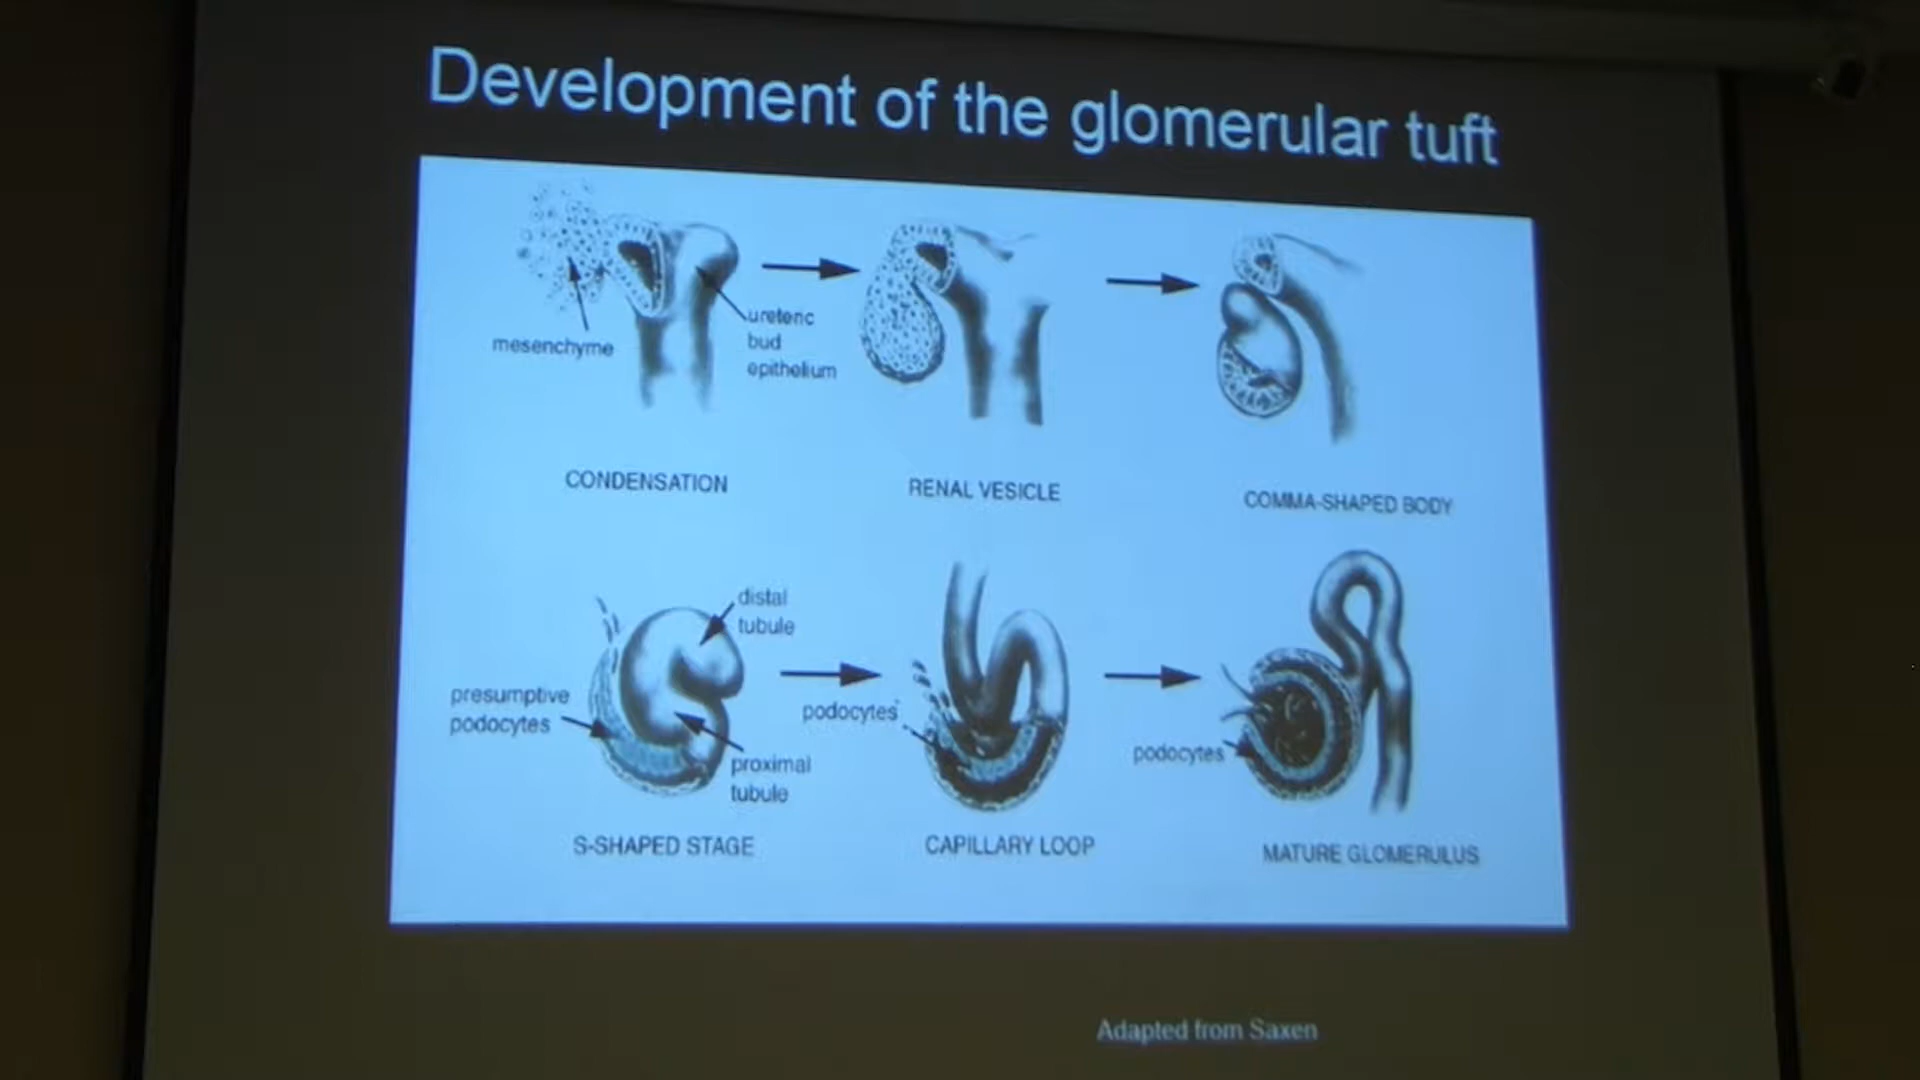 Development of the glomerular tuft
mesenchyme
ureteric
bud
epithelium
CONDENSATION
RENAL VESICLE
COMMA-SHAPED BODY
distal
tubule
presumptive
podocytes
proximal
tubule
podocytes
podocytes
S-SHAPED STAGE
CAPILLARY LOOP
MATURE GLOMERULUS
Adapted from Saxen